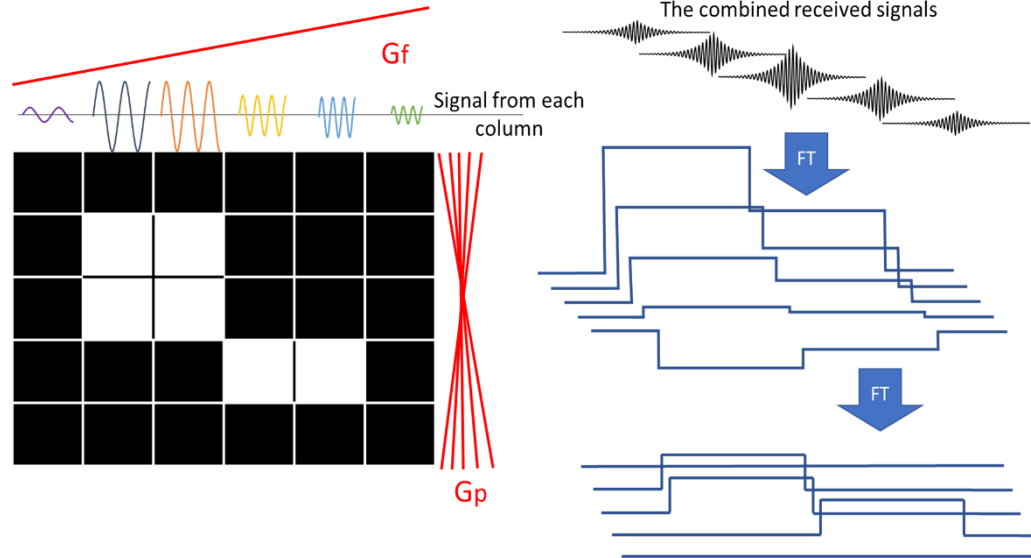 The combined received signals
Gf
Signal from each
column
FT
FT
Gp